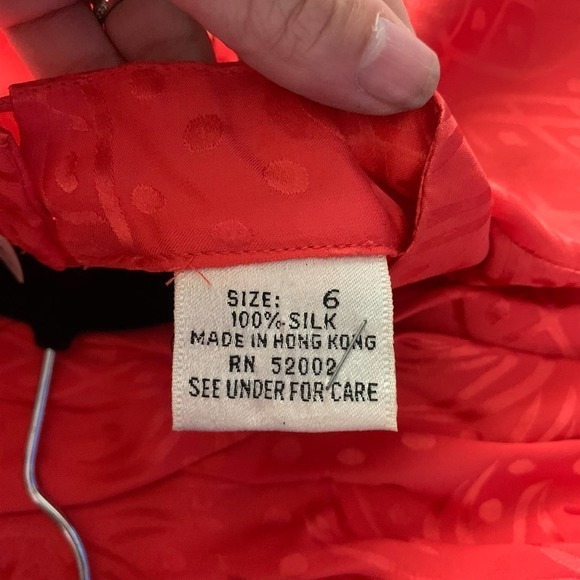 SIZE: 6
100% SILK
MADE IN HONG KONG
RN 52002
SEE UNDER FOR CARE